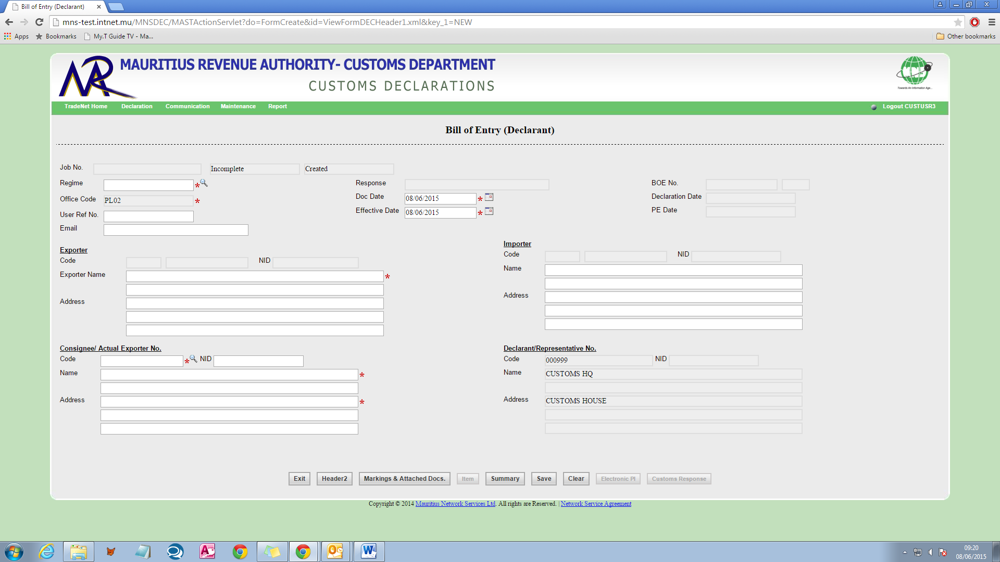 Bill of Entry (Declarant)
mns-test.intnet.mu/MNSDEC/MASTActionServlet?do=FormCreate&id=ViewFormDECHeader1.xml&key_1=NEW
Apps Bookmarks My.T Guide TV - Ma... Other bookmarks
MAURITIUS REVENUE AUTHORITY- CUSTOMS DEPARTMENT
CUSTOMS DECLARATIONS
Towards An Information Age...
TradeNet Home Declaration Communication Maintenance Report Logout CUSTUSR3
Bill of Entry (Declarant)
Job No. Incomplete Created
Regime * Response BOE No.
Office Code PL02 * Doc Date 08/06/2015 * Declaration Date
User Ref No. Effective Date 08/06/2015 * PE Date
Email
Exporter
Code NID
Exporter Name *
Address
Importer
Code NID
Name
Address
Consignee/ Actual Exporter No.
Code * NID
Name *
Address *
Declarant/Representative No.
Code 000999 NID
Name CUSTOMS HQ
Address CUSTOMS HOUSE
Exit Header2 Markings & Attached Docs. Item Summary Save Clear Electronic PI Customs Response
Copyright © 2014 Mauritius Network Services Ltd. All rights are Reserved. | Network Service Agreement
09:20
08/06/2015